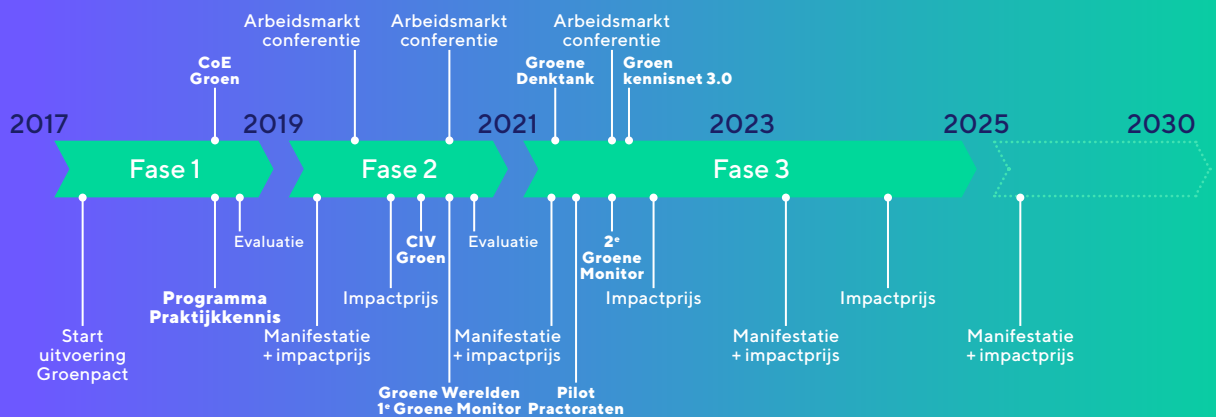 Arbeidsmarkt
conferentie
Arbeidsmarkt
conferentie
Arbeidsmarkt
conferentie
CoE
Groen
Groene
Denktank
Groen
kennisnet 3.0
2017
2019
2021
2023
2025
2030
Fase 1
Fase 2
Fase 3
Evaluatie
CIV
Groen
Evaluatie
2e
Groene
Monitor
Programma
Praktijkkennis
Impactprijs
Impactprijs
Impactprijs
Start
uitvoering
Groenpact
Manifestatie
+ impactprijs
Manifestatie
+ impactprijs
Manifestatie
+ impactprijs
Manifestatie
+ impactprijs
Groene Werelden
1e Groene Monitor
Pilot
Practoraten